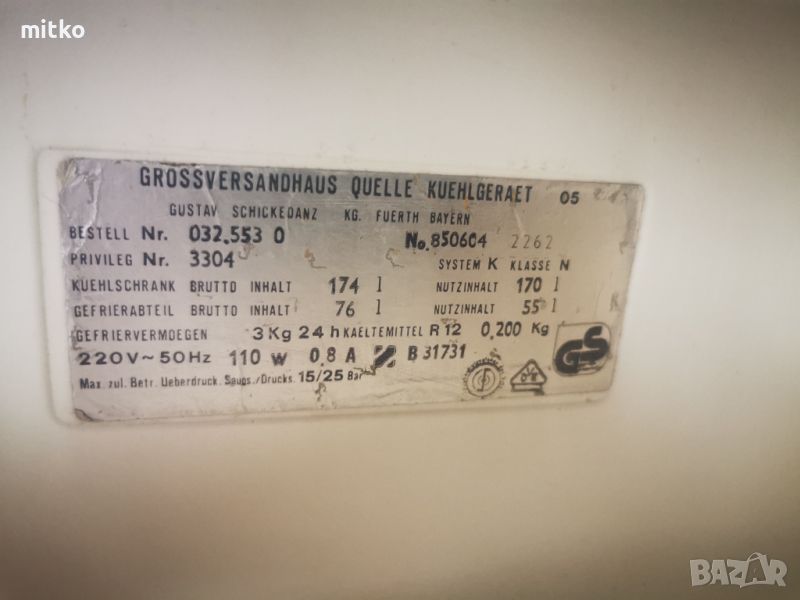 mitko
GROSSVERSANDHAUS QUELLE KUEHLGERAET 05
GUSTAV SCHICKEDANZ KG. FUERTH BAYERN
BESTELL Nr. 032.553 0 No. 850604 2262
PRIVILEG Nr. 3304 SYSTEM K KLASSE N
KUEHLSCHRANK BRUTTO INHALT 174 l NUTZINHALT 170 l
GEFRIERABTEIL BRUTTO INHALT 76 l NUTZINHALT 55 l
GEFRIERVERMOEGEN 3 Kg 24 h KAELTEMITTEL R 12 0,200 Kg
220V~50Hz 110 W 0,8 A B 31731 GS
Max. zul. Betr. Ueberdruck. Saugs./Drucks. 15/25 Bar
BAZAR